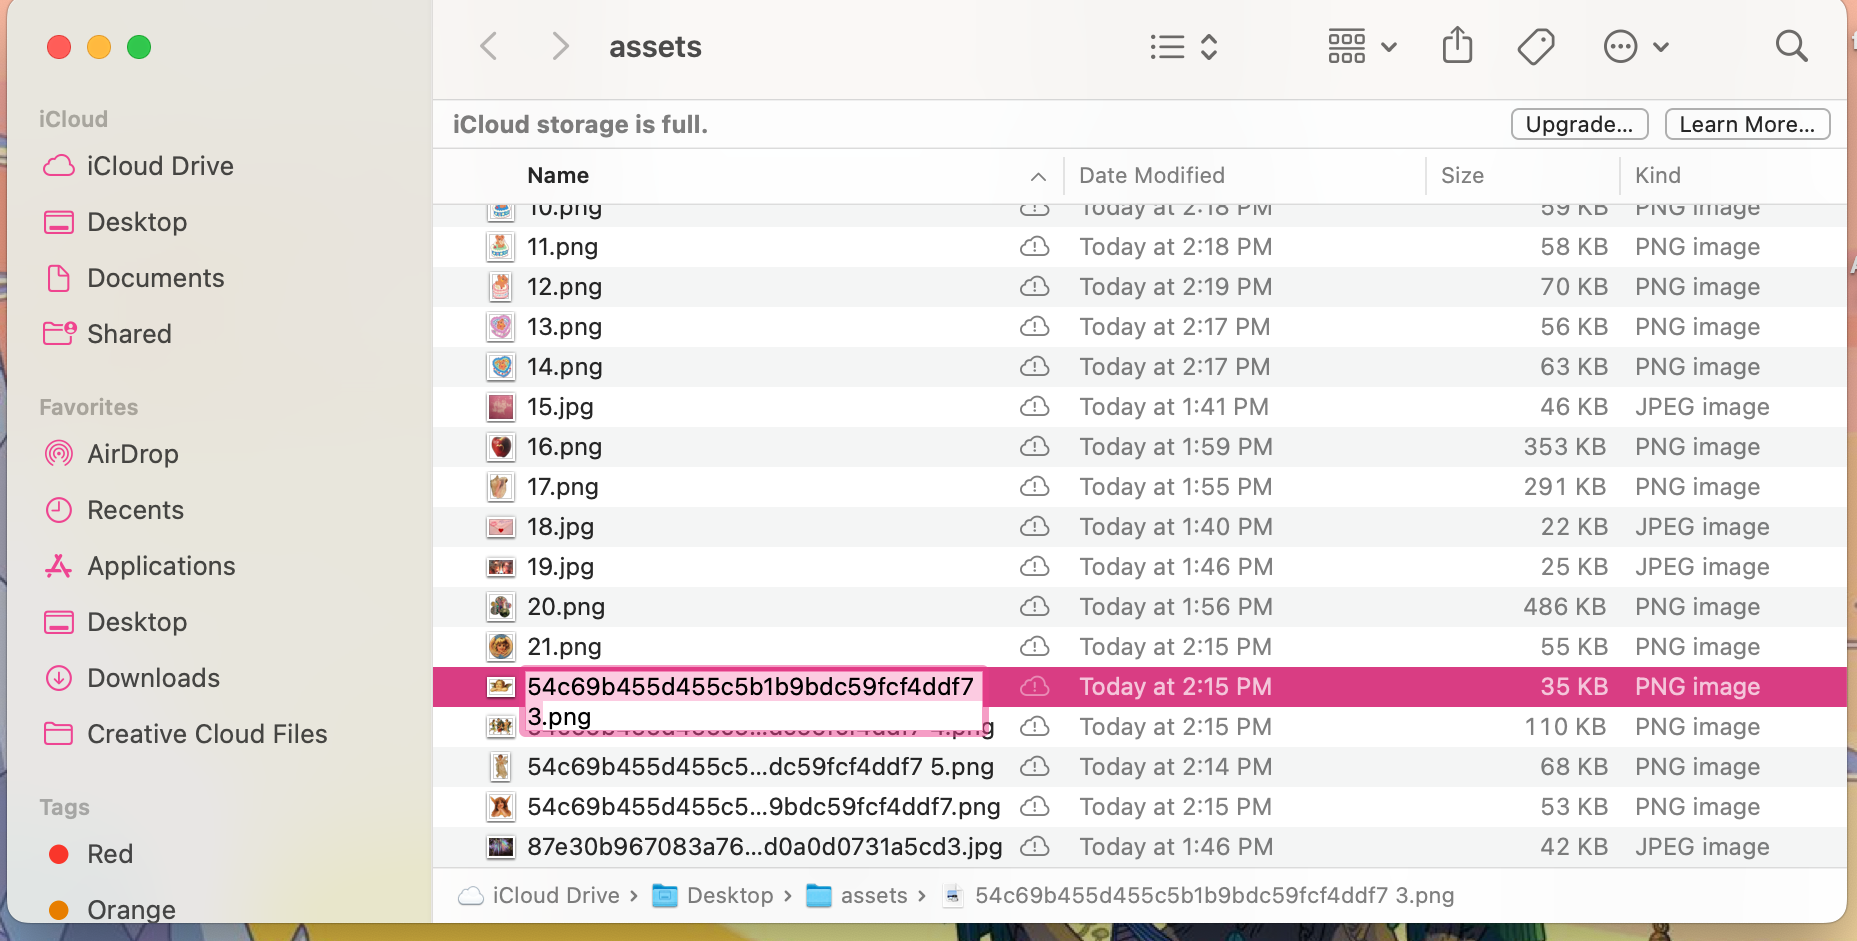 assets
iCloud
iCloud Drive
Desktop
Documents
Shared
Favorites
AirDrop
Recents
Applications
Desktop
Downloads
Creative Cloud Files
Tags
Red
Orange
iCloud storage is full.
Upgrade...
Learn More...
Name Date Modified Size Kind
10.png Today at 2:18 PM 59 KB PNG image
11.png Today at 2:18 PM 58 KB PNG image
12.png Today at 2:19 PM 70 KB PNG image
13.png Today at 2:17 PM 56 KB PNG image
14.png Today at 2:17 PM 63 KB PNG image
15.jpg Today at 1:41 PM 46 KB JPEG image
16.png Today at 1:59 PM 353 KB PNG image
17.png Today at 1:55 PM 291 KB PNG image
18.jpg Today at 1:40 PM 22 KB JPEG image
19.jpg Today at 1:46 PM 25 KB JPEG image
20.png Today at 1:56 PM 486 KB PNG image
21.png Today at 2:15 PM 55 KB PNG image
54c69b455d455c5b1b9bdc59fcf4ddf7 Today at 2:15 PM 35 KB PNG image
3.png
Today at 2:15 PM 110 KB PNG image
54c69b455d455c5...dc59fcf4ddf7 5.png Today at 2:14 PM 68 KB PNG image
54c69b455d455c5...9bdc59fcf4ddf7.png Today at 2:15 PM 53 KB PNG image
87e30b967083a76...d0a0d0731a5cd3.jpg Today at 1:46 PM 42 KB JPEG image
iCloud Drive › Desktop › assets › 54c69b455d455c5b1b9bdc59fcf4ddf7 3.png